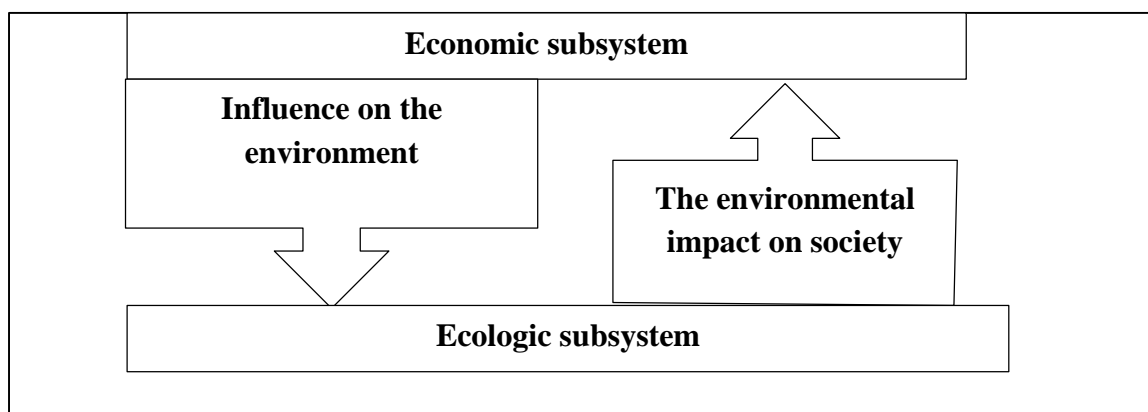 Economic subsystem
Influence on the
environment
The environmental
impact on society
Ecologic subsystem